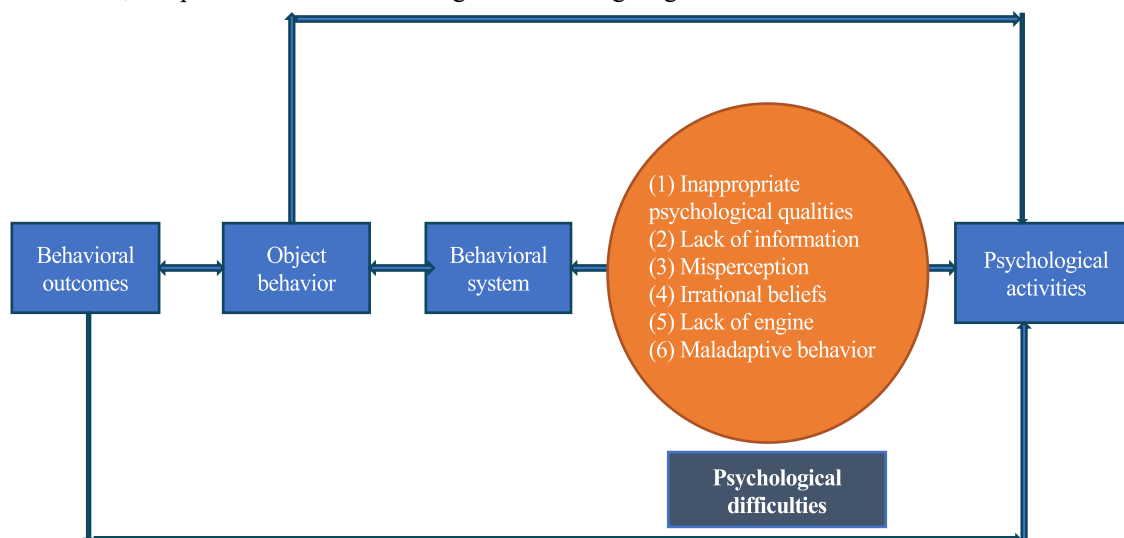 Behavioral
outcomes
Object
behavior
Behavioral
system
(1) Inappropriate
psychological qualities
(2) Lack of information
(3) Misperception
(4) Irrational beliefs
(5) Lack of engine
(6) Maladaptive behavior
Psychological
activities
Psychological
difficulties